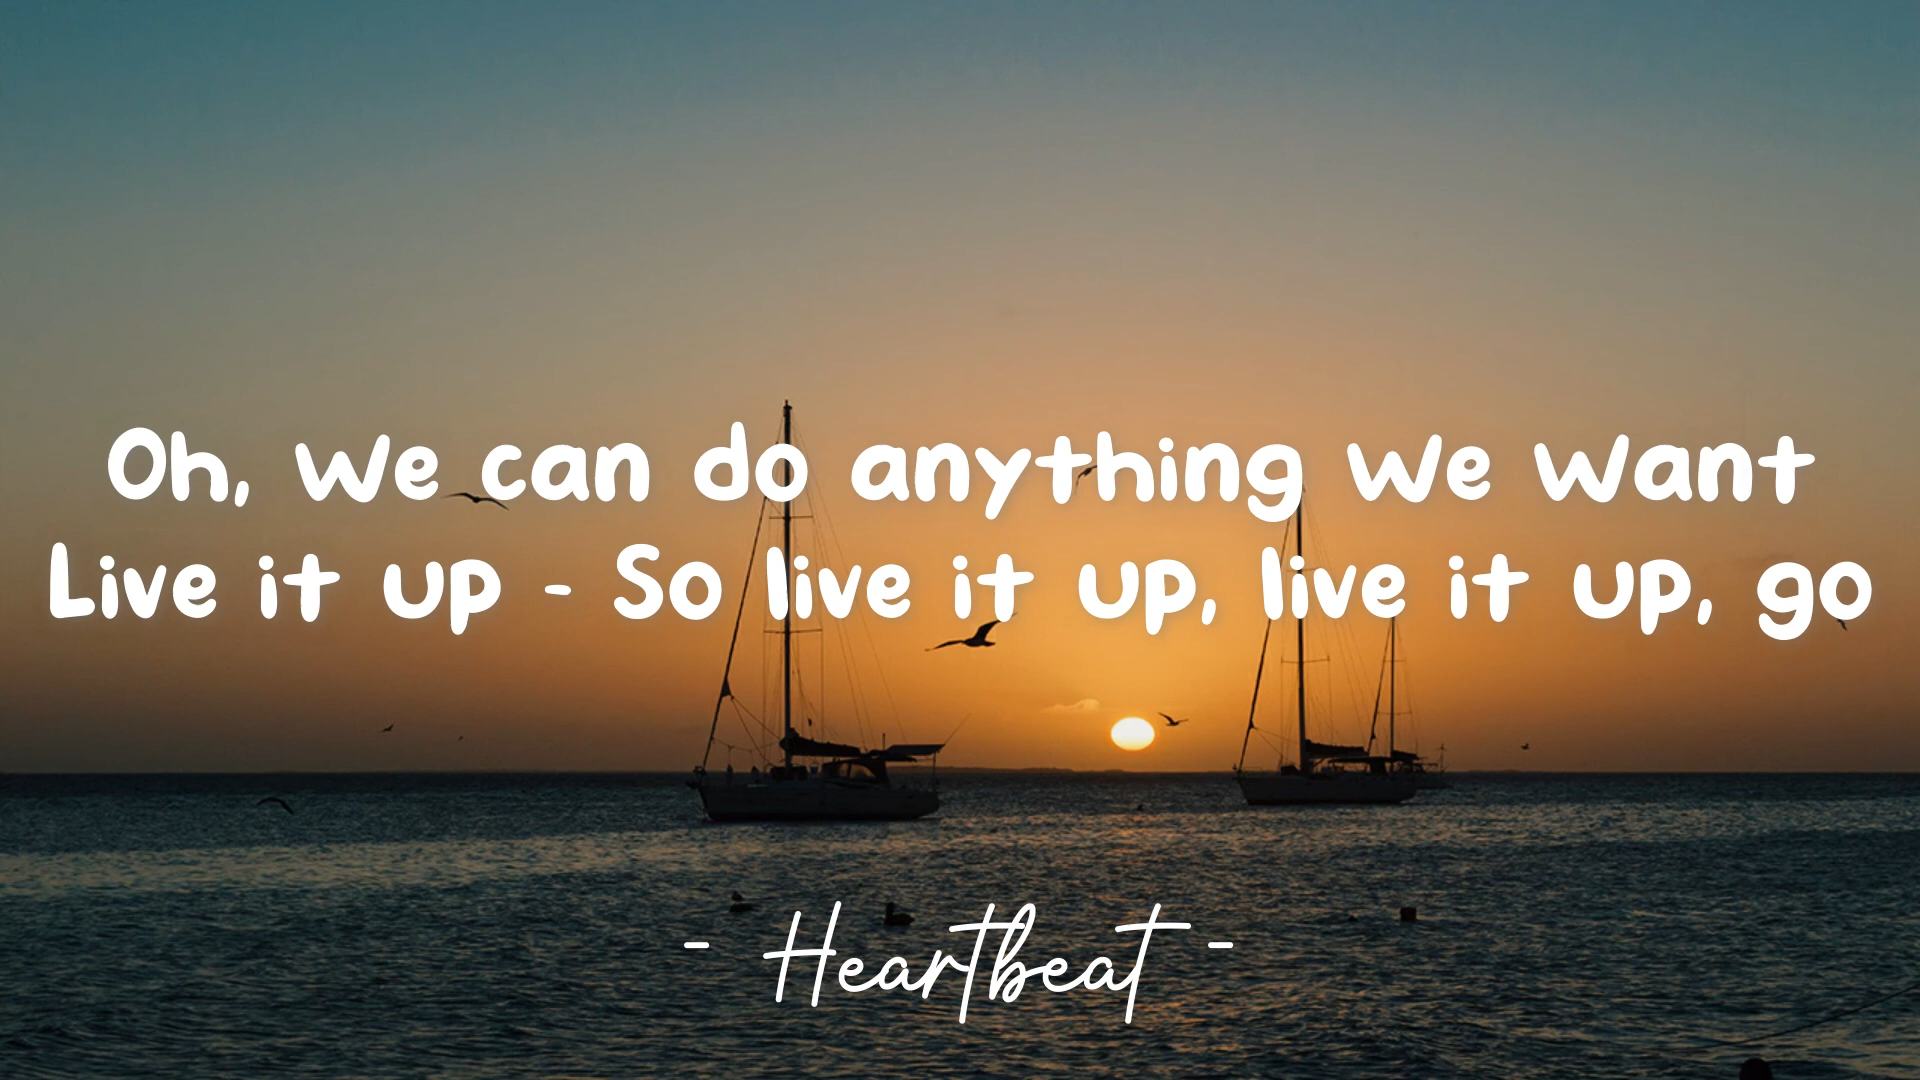 Oh, we can do anything we want
Live it up - So live it up, live it up, go
- Heartbeat -